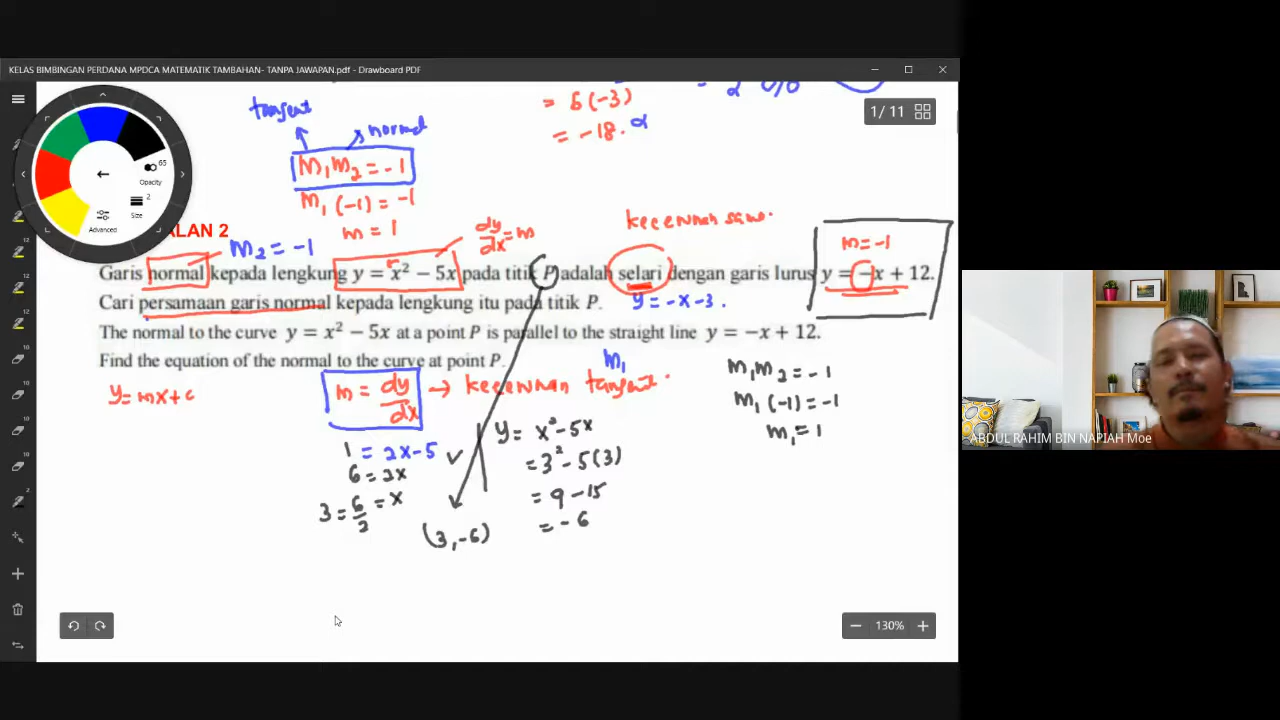 KELAS BIMBINGAN PERDANA MPDCA MATEMATIK TAMBAHAN- TANPA JAWAPAN.pdf - Drawboard PDF
1 / 11
65
Opacity
2
Size
Advanced
tangent
normal
m₁m₂ = -1
m₁ (-1) = -1
m = 1
= 6(-3)
= -18.
ALAN 2
m₂ = -1
dy/dx = m
m = -1
Garis normal kepada lengkung y = x² − 5x pada titik P adalah selari dengan garis lurus y = −x + 12.
Cari persamaan garis normal kepada lengkung itu pada titik P.
y = -x - 3.
The normal to the curve y = x² − 5x at a point P is parallel to the straight line y = −x + 12.
Find the equation of the normal to the curve at point P.
y = mx + c
m = dy/dx → kecerunan tangent.
m₁
1 = 2x - 5
6 = 2x
3 = 6/2 = x
(3, -6)
y = x² - 5x
= 3² - 5(3)
= 9 - 15
= -6
m₁m₂ = -1
m₁ (-1) = -1
m₁ = 1
130%
ABDUL RAHIM BIN NAPIAH Moe